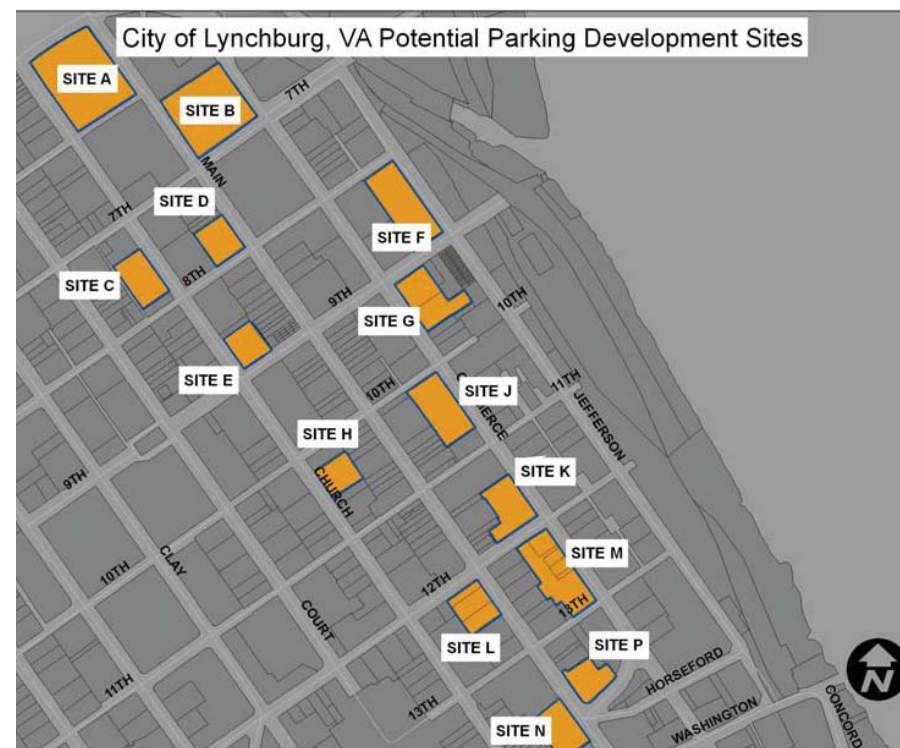 City of Lynchburg, VA Potential Parking Development Sites
SITE A
7TH
SITE B
MAIN
SITE D
7TH
SITE F
SITE C
8TH
9TH
10TH
SITE G
SITE E
10TH
11TH
SITE J
JEFFERSON
SITE H
CHURCH
9TH
SITE K
CLAY
10TH
12TH
SITE M
13TH
COURT
SITE L
SITE P
11TH
13TH
HORSEFORD
WASHINGTON
CONCORD
SITE N
N